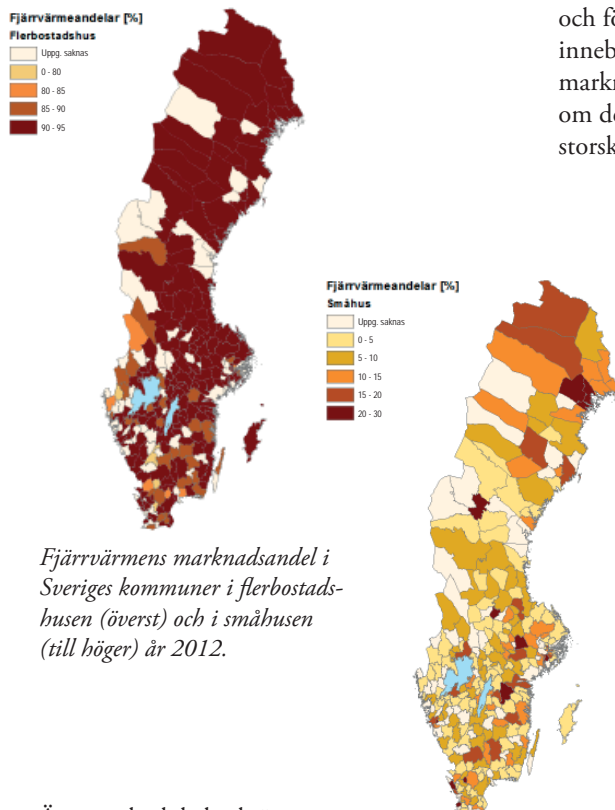 Fjärrvärmeandelar [%]
Flerbostadshus
Uppg. saknas
0 - 80
80 - 85
85 - 90
90 - 95
och fö
inneb
markn
om de
storsk
Fjärrvärmeandelar [%]
Småhus
Uppg. saknas
0 - 5
5 - 10
10 - 15
15 - 20
20 - 30
Fjärrvärmens marknadsandel i
Sveriges kommuner i flerbostads-
husen (överst) och i småhusen
(till höger) år 2012.